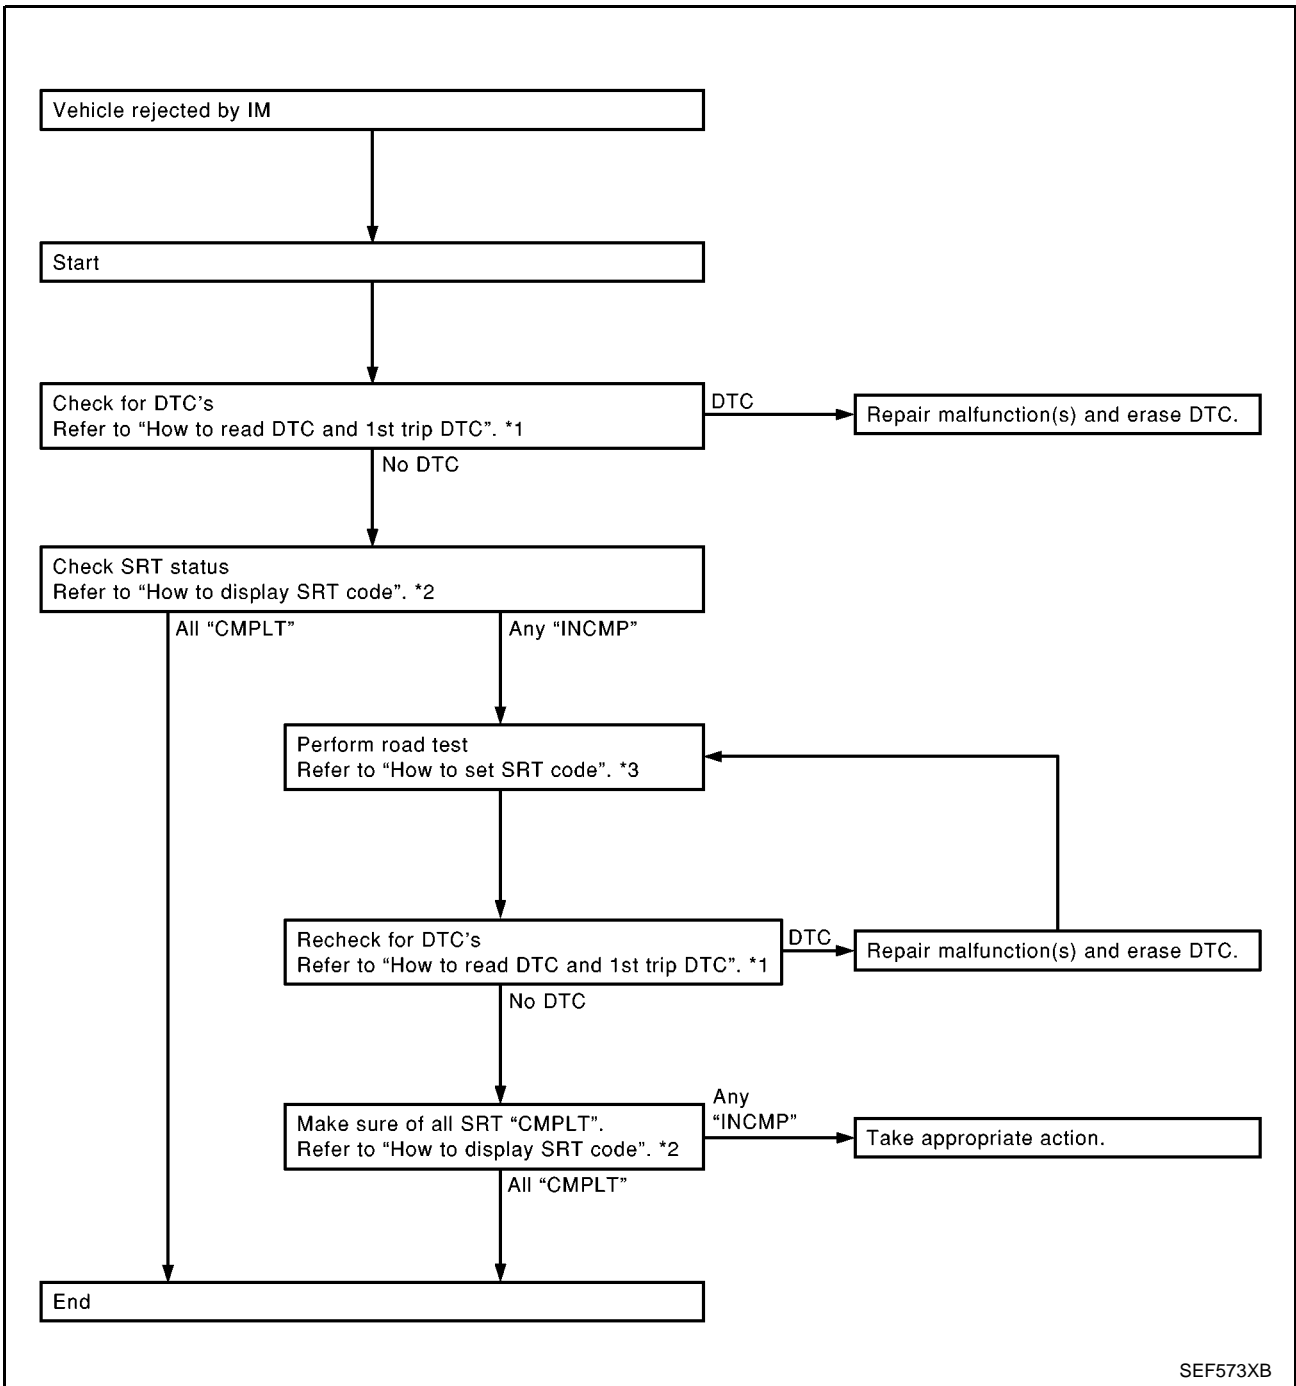 Vehicle rejected by IM
Start
Check for DTC’s
Refer to “How to read DTC and 1st trip DTC”. *1
DTC
Repair malfunction(s) and erase DTC.
No DTC
Check SRT status
Refer to “How to display SRT code”. *2
All “CMPLT”
Any “INCMP”
Perform road test
Refer to “How to set SRT code”. *3
Recheck for DTC’s
Refer to “How to read DTC and 1st trip DTC”. *1
DTC
Repair malfunction(s) and erase DTC.
No DTC
Make sure of all SRT “CMPLT”.
Refer to “How to display SRT code”. *2
Any
“INCMP”
Take appropriate action.
All “CMPLT”
End
SEF573XB